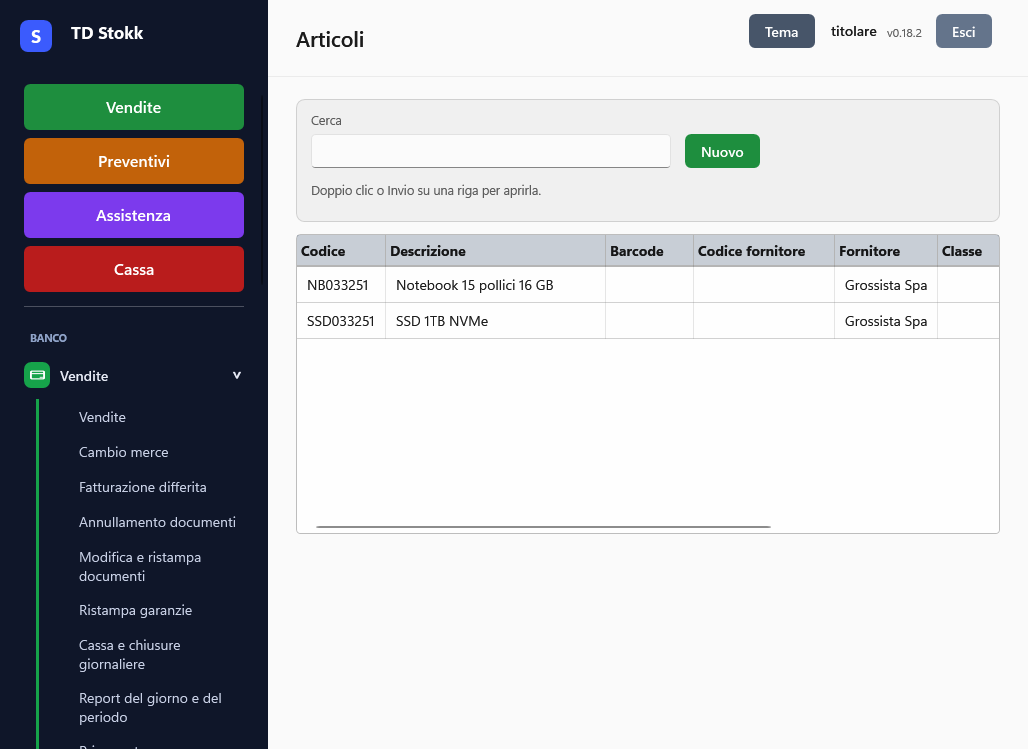 S TD Stokk
Vendite
Preventivi
Assistenza
Cassa
BANCO
Vendite
Vendite
Cambio merce
Fatturazione differita
Annullamento documenti
Modifica e ristampa
documenti
Ristampa garanzie
Cassa e chiusure
giornaliere
Report del giorno e del
periodo
Articoli
Tema titolare v0.18.2 Esci
Cerca
Nuovo
Doppio clic o Invio su una riga per aprirla.
Codice Descrizione Barcode Codice fornitore Fornitore Classe
NB033251 Notebook 15 pollici 16 GB Grossista Spa
SSD033251 SSD 1TB NVMe Grossista Spa